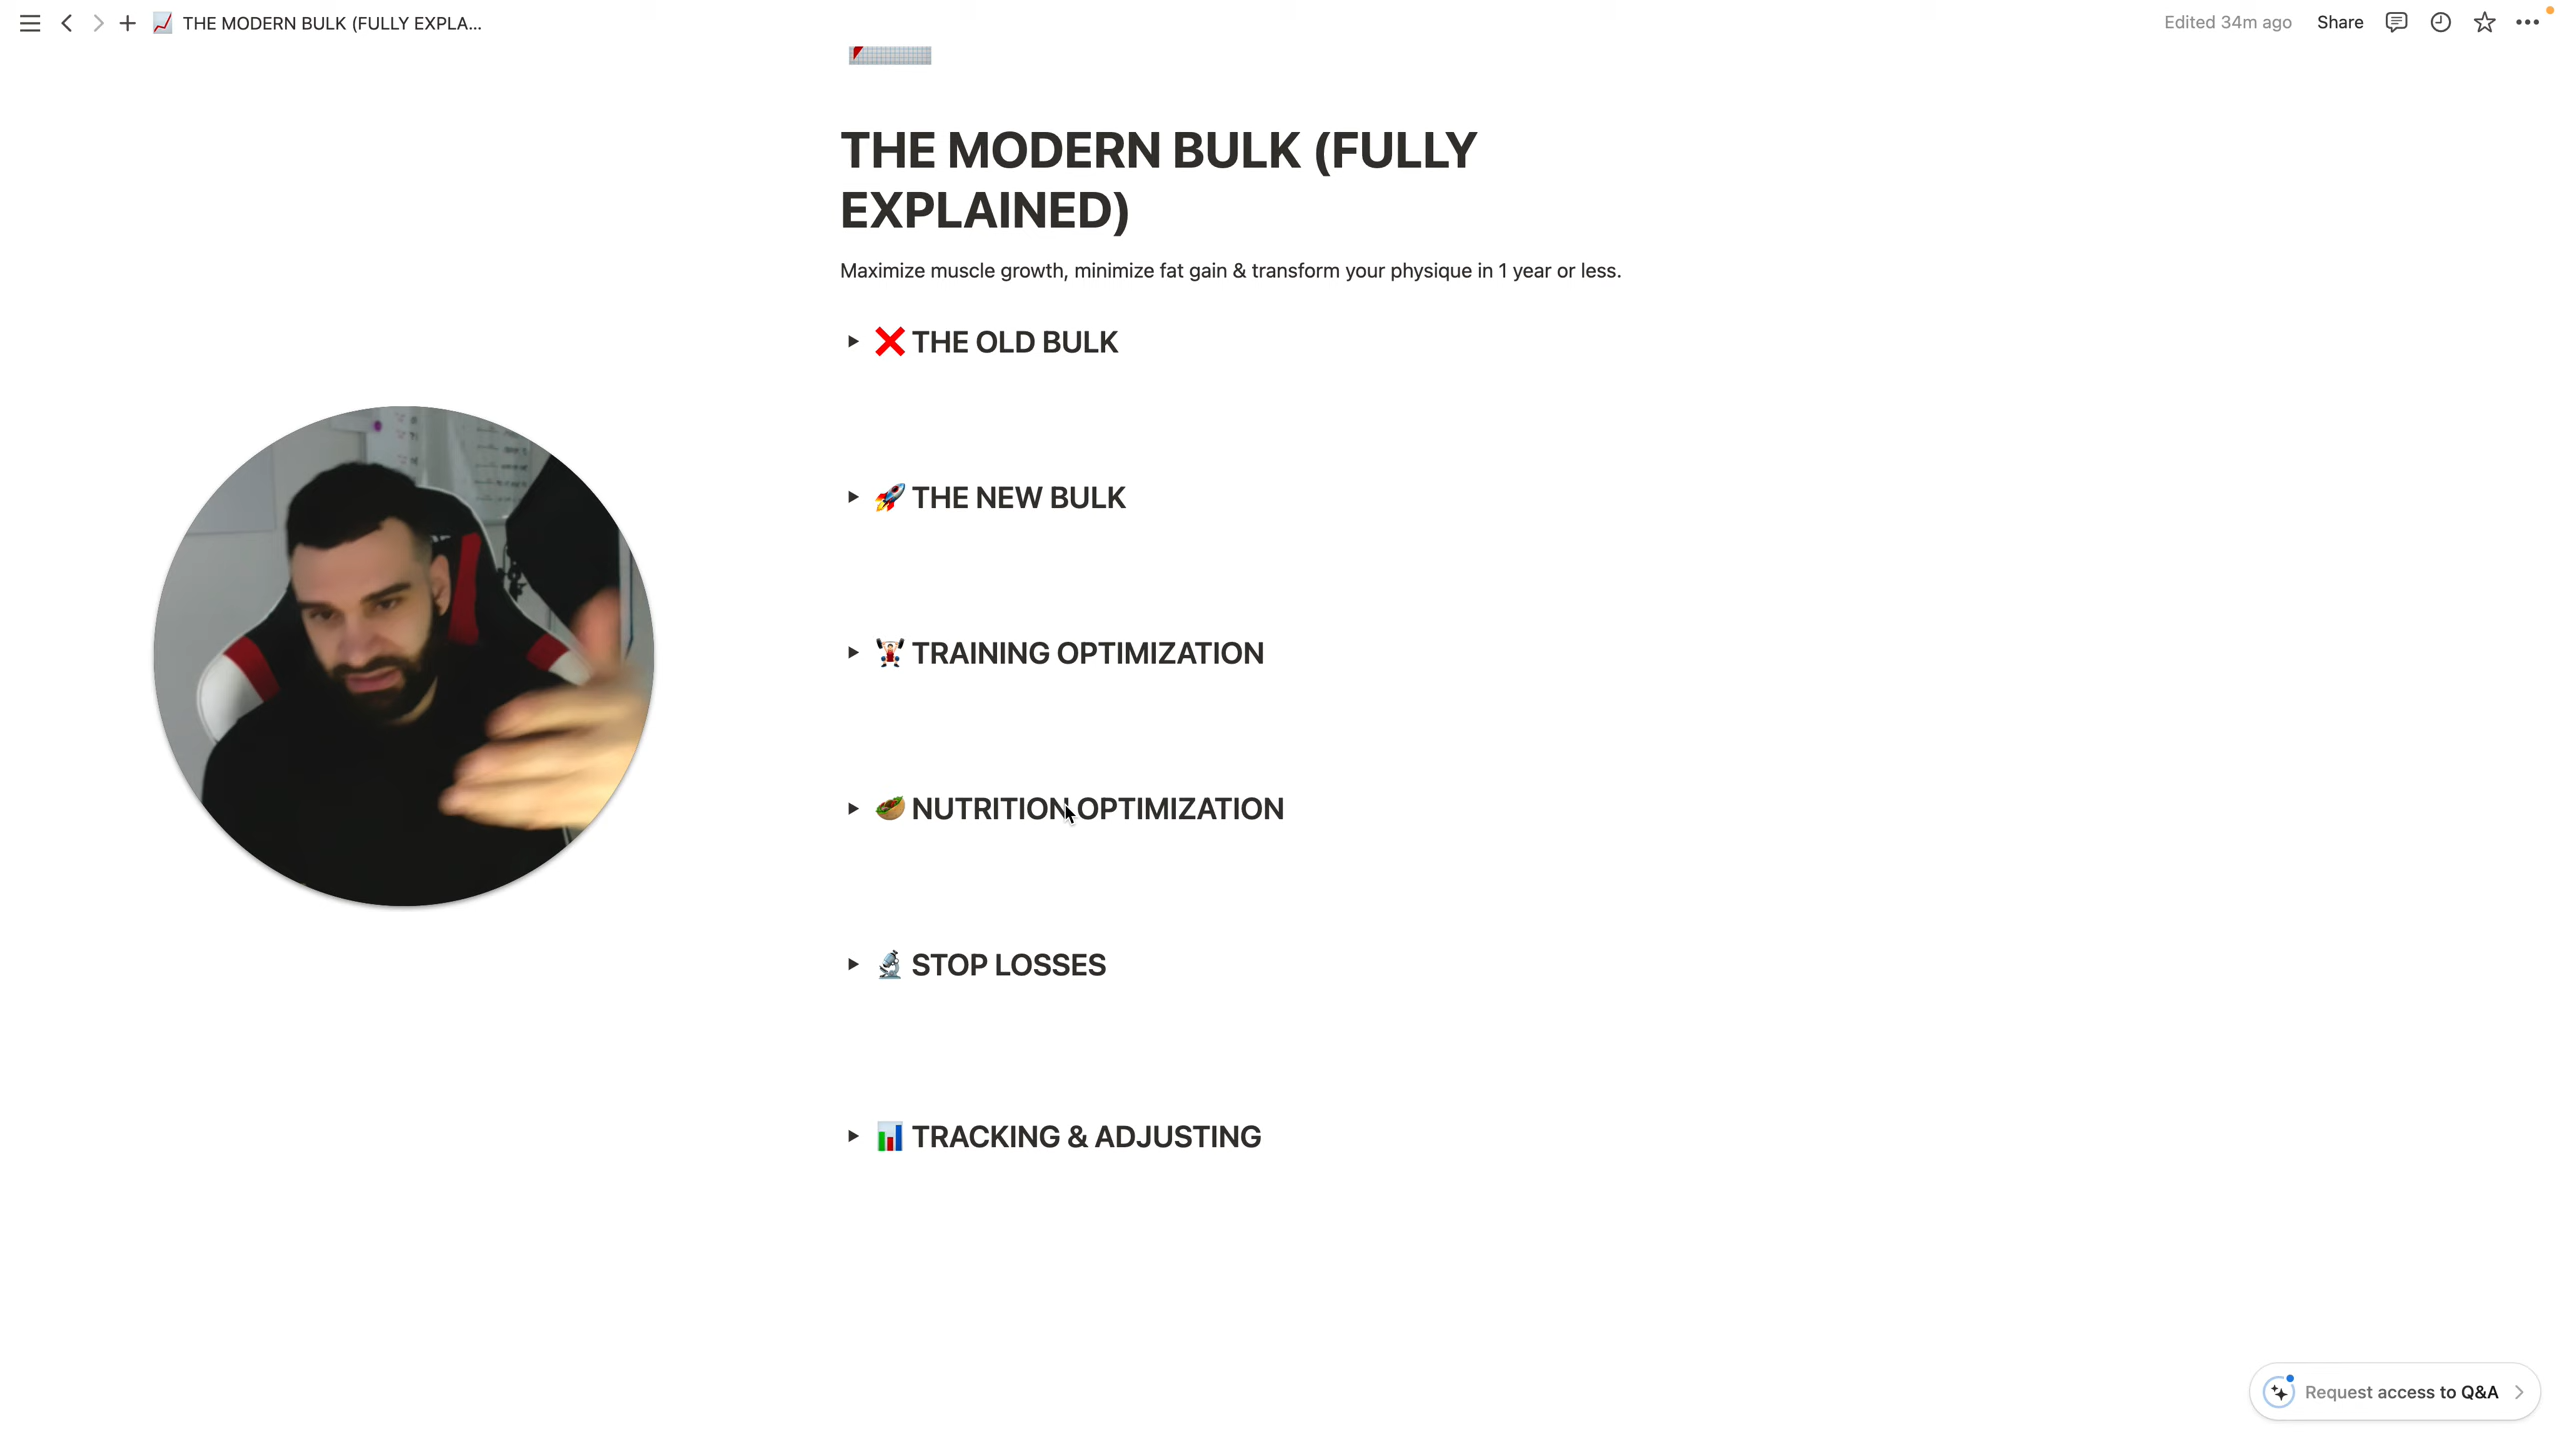 THE MODERN BULK (FULLY EXPLA...
Edited 34m ago
Share
THE MODERN BULK (FULLY
EXPLAINED)
Maximize muscle growth, minimize fat gain & transform your physique in 1 year or less.
THE OLD BULK
THE NEW BULK
TRAINING OPTIMIZATION
NUTRITION OPTIMIZATION
STOP LOSSES
TRACKING & ADJUSTING
Request access to Q&A